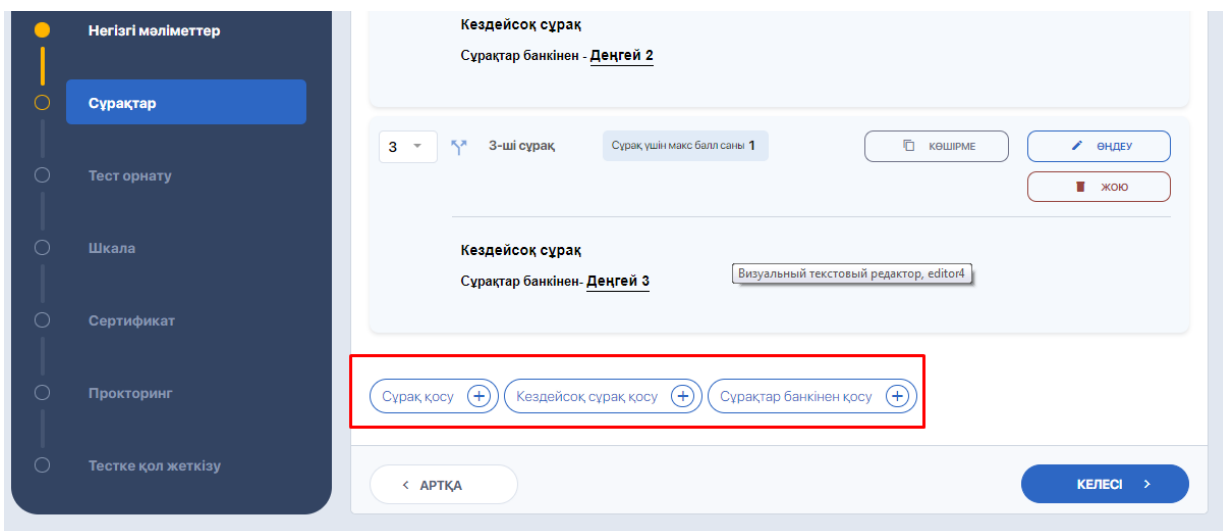 Негізгі мәліметтер
Сұрақтар
Тест орнату
Шкала
Сертификат
Прокторинг
Тестке қол жеткізу
Кездейсоқ сұрақ
Сұрақтар банкінен - Деңгей 2
3
3-ші сұрақ
Сұрақ үшін макс балл саны 1
КӨШІРМЕ
ӨҢДЕУ
ЖОЮ
Кездейсоқ сұрақ
Сұрақтар банкінен- Деңгей 3
Визуальный текстовый редактор, editor4
Сұрақ қосу
Кездейсоқ сұрақ қосу
Сұрақтар банкінен қосу
< АРТҚА
КЕЛЕСІ >